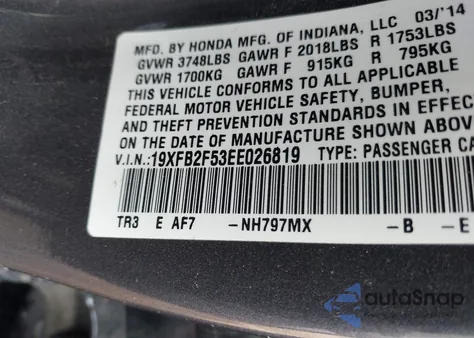 MFD. BY HONDA MFG. OF INDIANA, LLC 03/'14
GVWR 3748LBS GAWR F 2018LBS R 1753LBS
GVWR 1700KG GAWR F 915KG R 795KG
THIS VEHICLE CONFORMS TO ALL APPLICABLE
FEDERAL MOTOR VEHICLE SAFETY, BUMPER,
AND THEFT PREVENTION STANDARDS IN EFFEC
ON DATE OF MANUFACTURE SHOWN ABOV
V.I.N.: 19XFB2F53EE026819 TYPE: PASSENGER CA
TR3 E AF7 -NH797MX -B -E
autoSnap